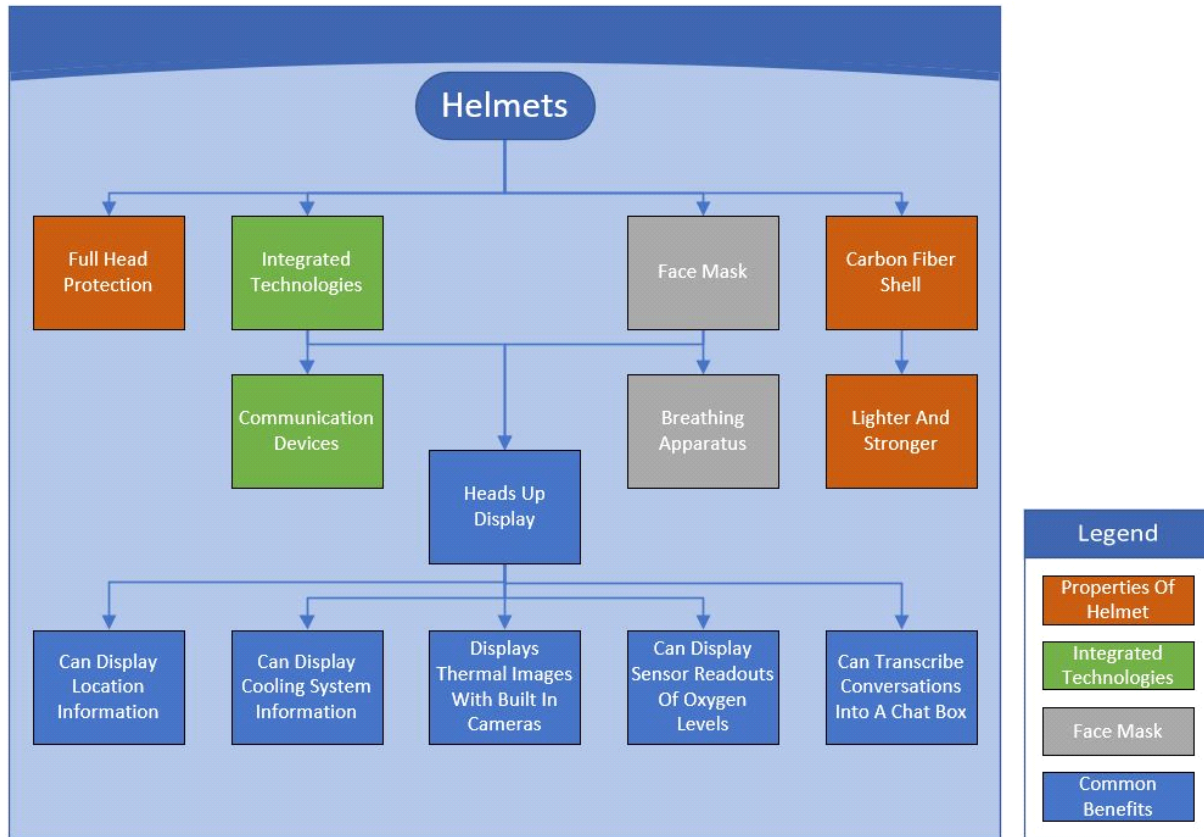 Helmets
Full Head
Protection
Integrated
Technologies
Face Mask
Carbon Fiber
Shell
Communication
Devices
Breathing
Apparatus
Lighter And
Stronger
Heads Up
Display
Can Display
Location
Information
Can Display
Cooling System
Information
Displays
Thermal Images
With Built In
Cameras
Can Display
Sensor Readouts
Of Oxygen
Levels
Can Transcribe
Conversations
Into A Chat Box
Legend
Properties Of
Helmet
Integrated
Technologies
Face Mask
Common
Benefits